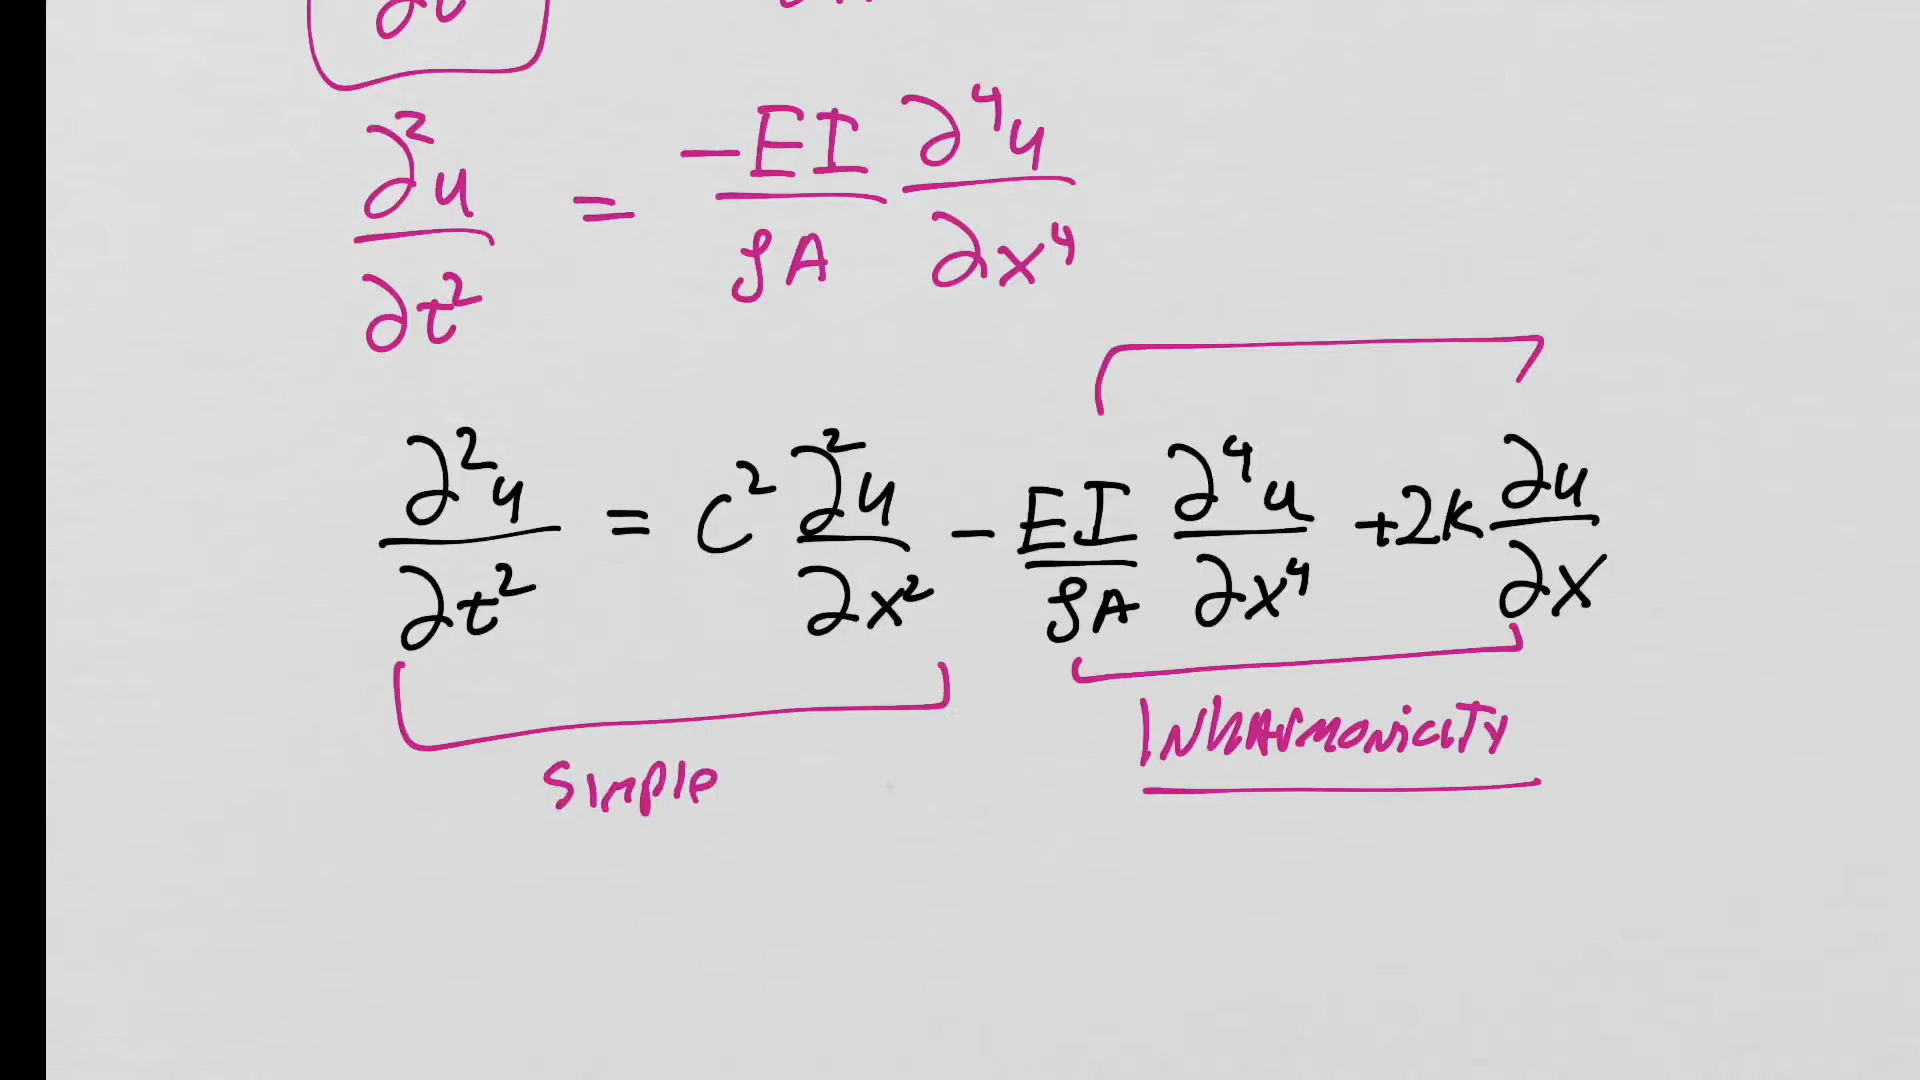 ∂²u/∂t² = -EI/ρA ∂⁴u/∂x⁴
∂²u/∂t² = C² ∂²u/∂x² - EI/ρA ∂⁴u/∂x⁴ + 2k ∂u/∂x
Simple
Inharmonicity